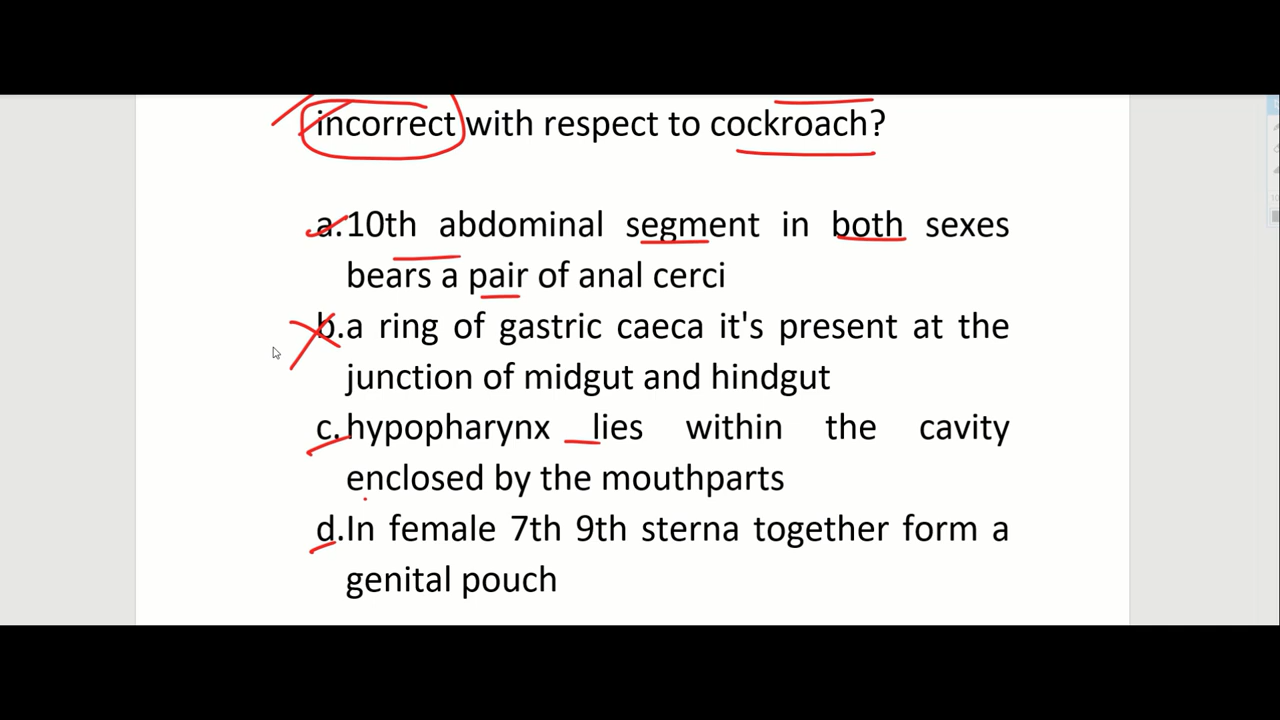 incorrect with respect to cockroach?
a. 10th abdominal segment in both sexes
bears a pair of anal cerci
b. a ring of gastric caeca it's present at the
junction of midgut and hindgut
c. hypopharynx lies within the cavity
enclosed by the mouthparts
d. In female 7th 9th sterna together form a
genital pouch